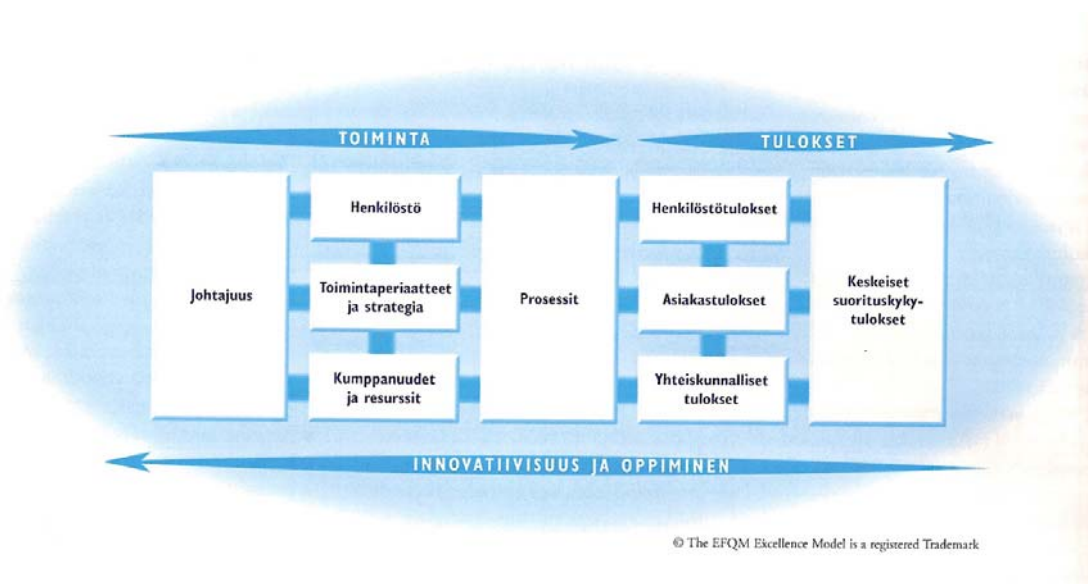 TOIMINTA
TULOKSET
Johtajuus
Henkilöstö
Toimintaperiaatteet
ja strategia
Kumppanuudet
ja resurssit
Prosessit
Henkilöstötulokset
Asiakastulokset
Yhteiskunnalliset
tulokset
Keskeiset
suorituskyky-
tulokset
INNOVATIIVISUUS JA OPPIMINEN
© The EFQM Excellence Model is a registered Trademark